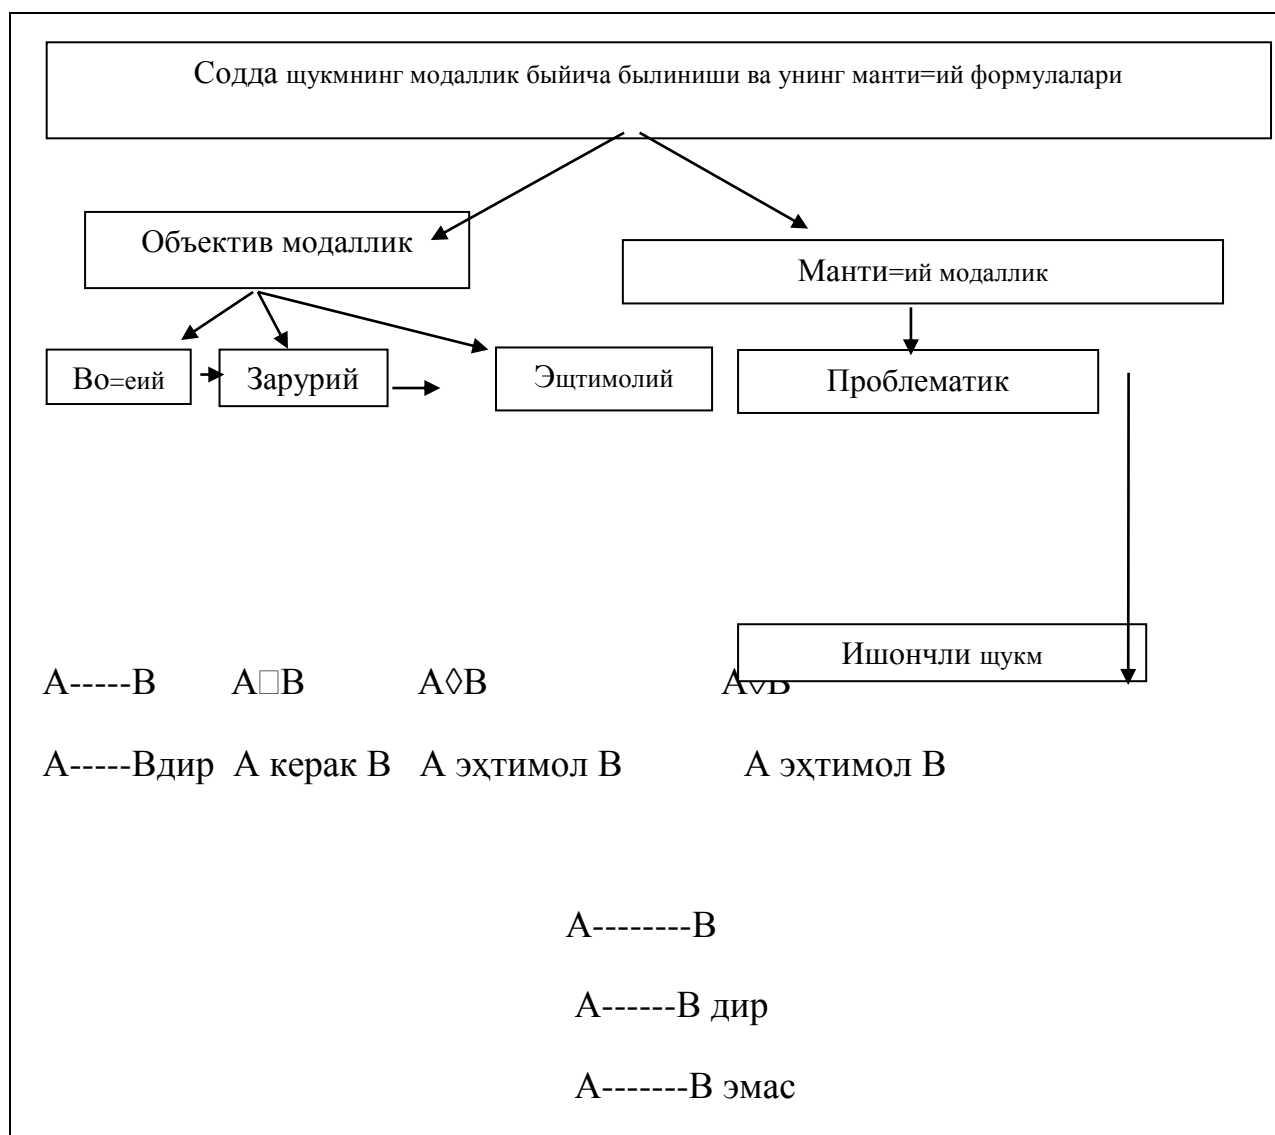 Содда щукмнинг модаллик быйича былиниши ва унинг манти=ий формулалари
Объектив модаллик
Манти=ий модаллик
Во=еий
Зарурий
Эщтимолий
Проблематик
Ишончли щукм
А-----В А□В А◊В А◊В
А-----Вдир А керак В А эҳтимол В А эҳтимол В
А--------В
А------В дир
А-------В эмас